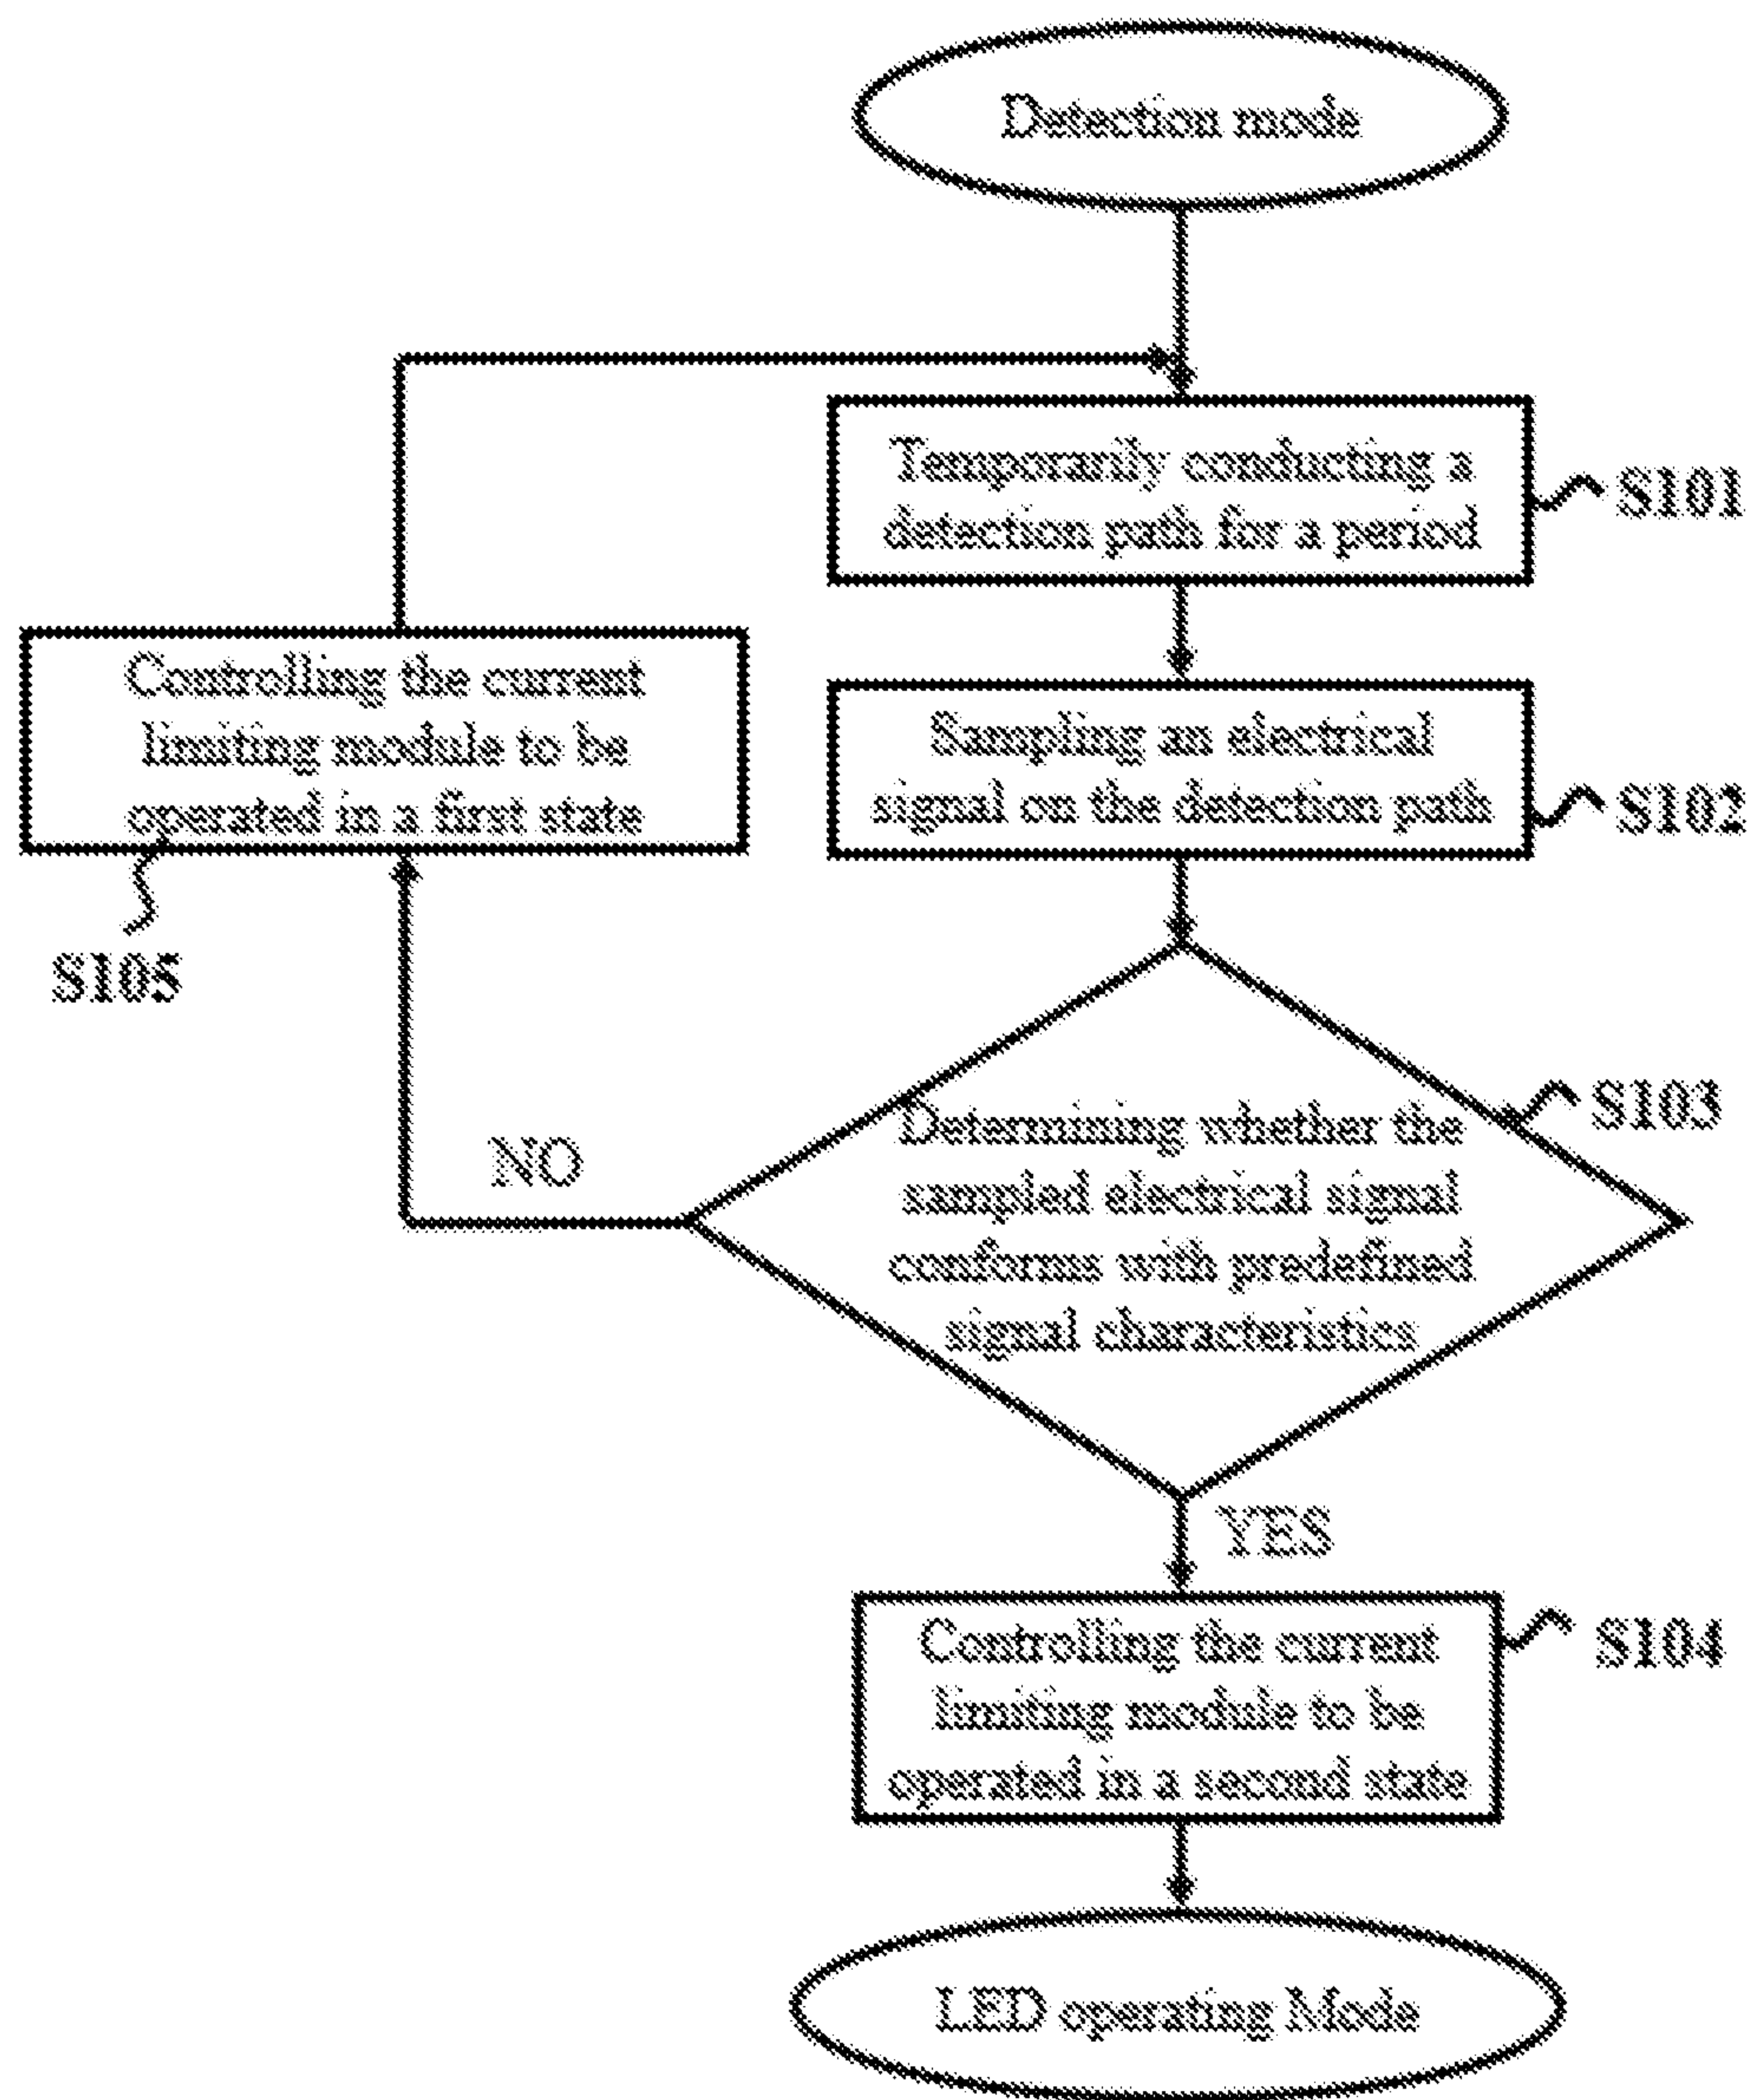 Detection mode
Temporarily conducting a
detection path for a period
S101
Controlling the current
limiting module to be
operated in a first state
S105
Sampling an electrical
signal on the detection path
S102
Determining whether the
sampled electrical signal
conforms with predefined
signal characteristics
S103
NO
YES
Controlling the current
limiting module to be
operated in a second state
S104
LED operating Mode